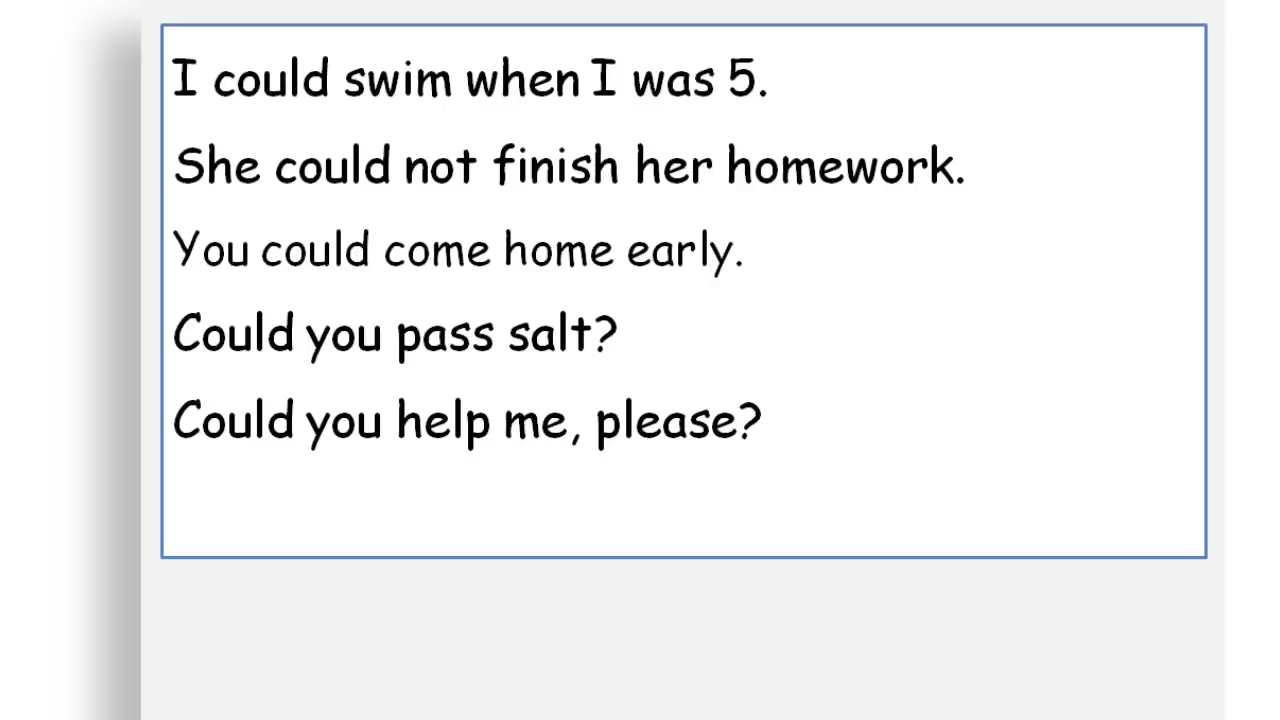 I could swim when I was 5.
She could not finish her homework.
You could come home early.
Could you pass salt?
Could you help me, please?